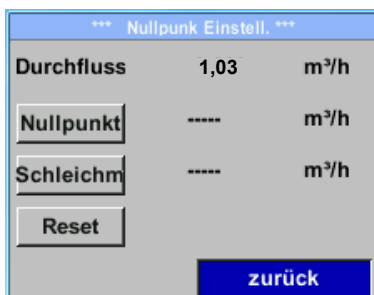 *** Nullpunk Einstell. ***
Durchfluss 1,03 m³/h
Nullpunkt ----- m³/h
Schleichm ----- m³/h
Reset
zurück